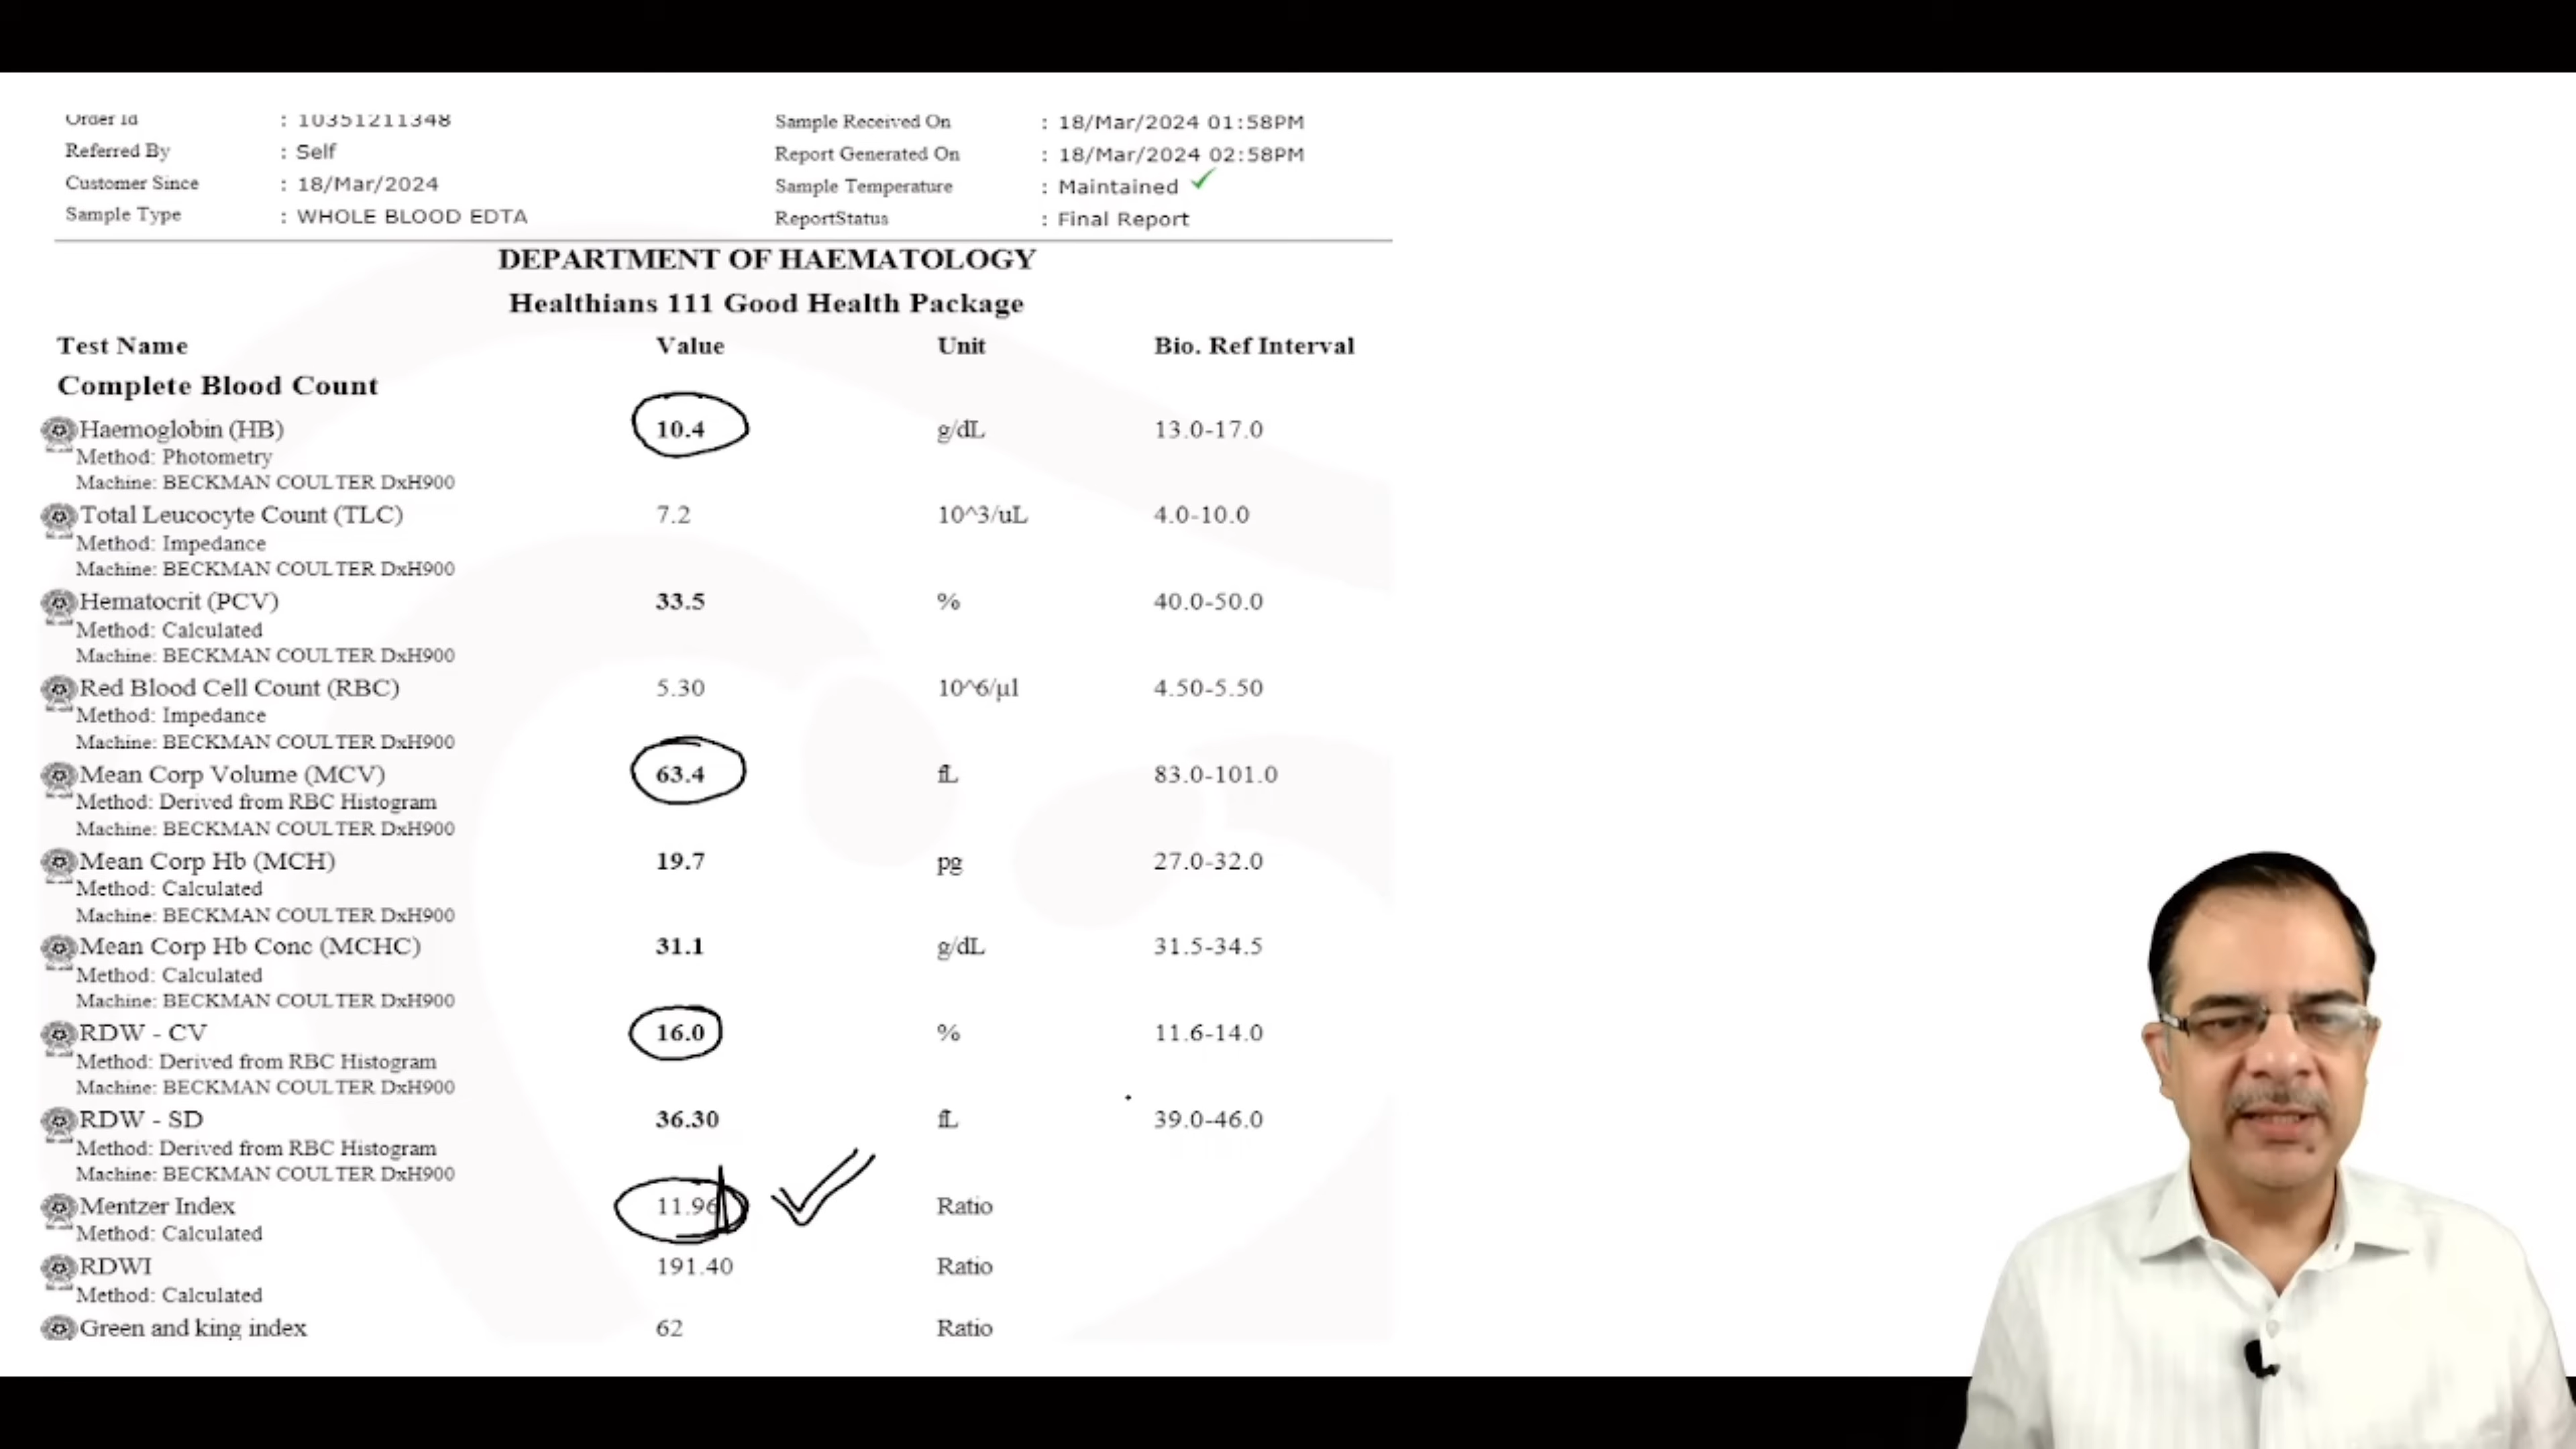 Order Id : 10351211348 Sample Received On : 18/Mar/2024 01:58PM
Referred By : Self Report Generated On : 18/Mar/2024 02:58PM
Customer Since : 18/Mar/2024 Sample Temperature : Maintained ✓
Sample Type : WHOLE BLOOD EDTA ReportStatus : Final Report
DEPARTMENT OF HAEMATOLOGY
Healthians 111 Good Health Package
Test Name Value Unit Bio. Ref Interval
Complete Blood Count
Haemoglobin (HB) 10.4 g/dL 13.0-17.0
Method: Photometry
Machine: BECKMAN COULTER DxH900
Total Leucocyte Count (TLC) 7.2 10^3/uL 4.0-10.0
Method: Impedance
Machine: BECKMAN COULTER DxH900
Hematocrit (PCV) 33.5 % 40.0-50.0
Method: Calculated
Machine: BECKMAN COULTER DxH900
Red Blood Cell Count (RBC) 5.30 10^6/µl 4.50-5.50
Method: Impedance
Machine: BECKMAN COULTER DxH900
Mean Corp Volume (MCV) 63.4 fL 83.0-101.0
Method: Derived from RBC Histogram
Machine: BECKMAN COULTER DxH900
Mean Corp Hb (MCH) 19.7 pg 27.0-32.0
Method: Calculated
Machine: BECKMAN COULTER DxH900
Mean Corp Hb Conc (MCHC) 31.1 g/dL 31.5-34.5
Method: Calculated
Machine: BECKMAN COULTER DxH900
RDW - CV 16.0 % 11.6-14.0
Method: Derived from RBC Histogram
Machine: BECKMAN COULTER DxH900
RDW - SD 36.30 fL 39.0-46.0
Method: Derived from RBC Histogram
Machine: BECKMAN COULTER DxH900
Mentzer Index 11.96 Ratio
Method: Calculated
RDWI 191.40 Ratio
Method: Calculated
Green and king index 62 Ratio